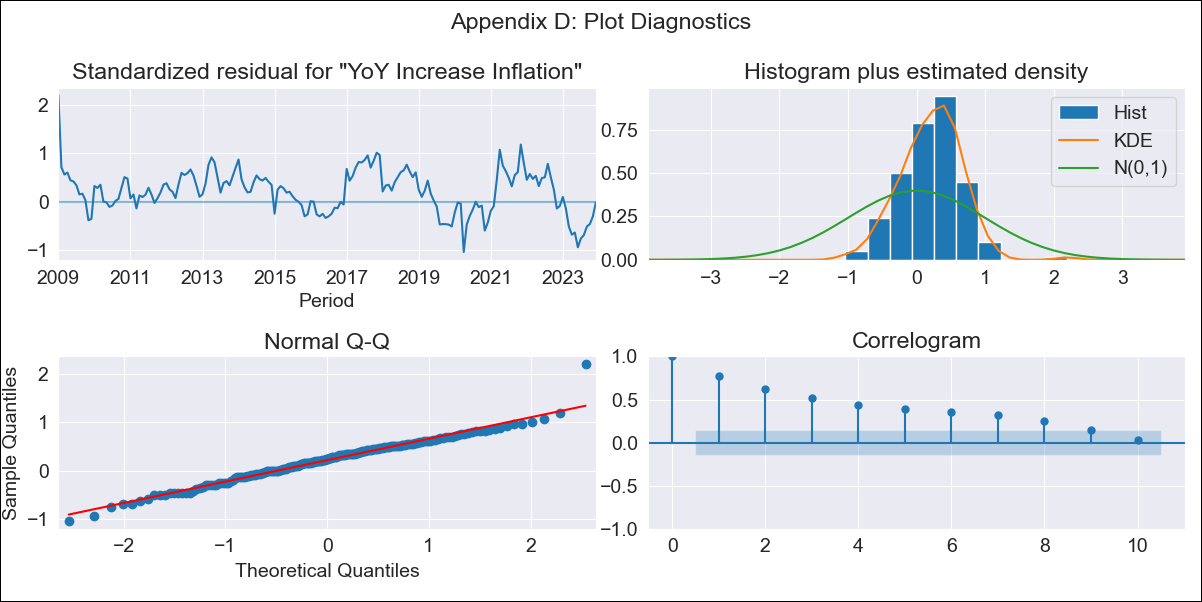 Appendix D: Plot Diagnostics
Standardized residual for "YoY Increase Inflation"
2
1
0
−1
2009 2011 2013 2015 2017 2019 2021 2023
Period
Histogram plus estimated density
0.75
0.50
0.25
0.00
−3 −2 −1 0 1 2 3
Hist
KDE
N(0,1)
Normal Q-Q
Sample Quantiles
2
1
0
−1
−2 −1 0 1 2
Theoretical Quantiles
Correlogram
1.0
0.5
0.0
−0.5
−1.0
0 2 4 6 8 10